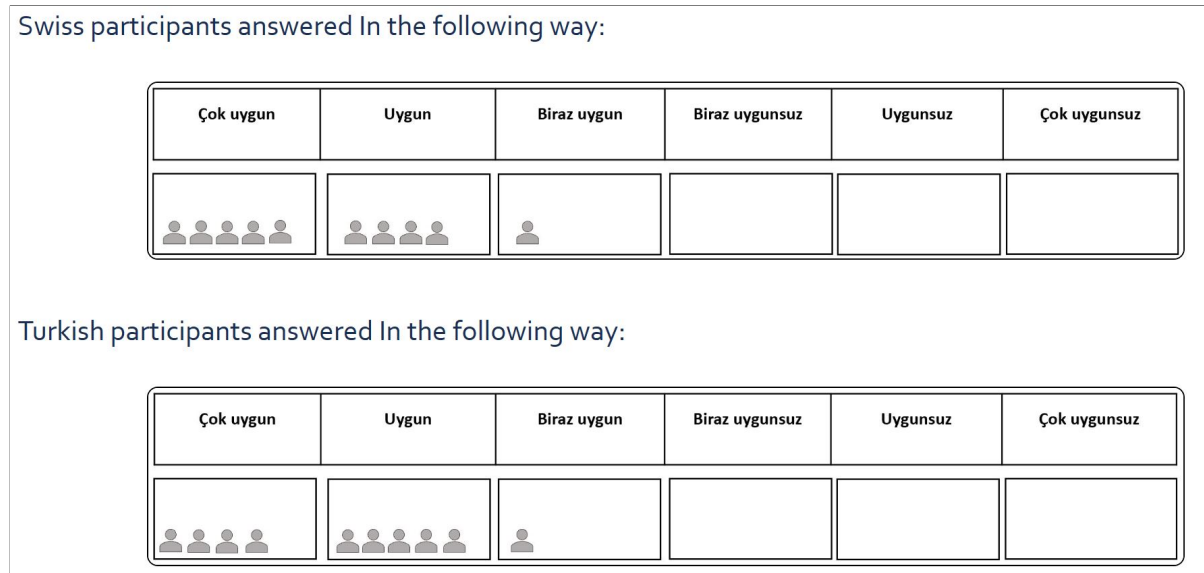 Swiss participants answered In the following way:
Çok uygun Uygun Biraz uygun Biraz uygunsuz Uygunsuz Çok uygunsuz
Turkish participants answered In the following way:
Çok uygun Uygun Biraz uygun Biraz uygunsuz Uygunsuz Çok uygunsuz